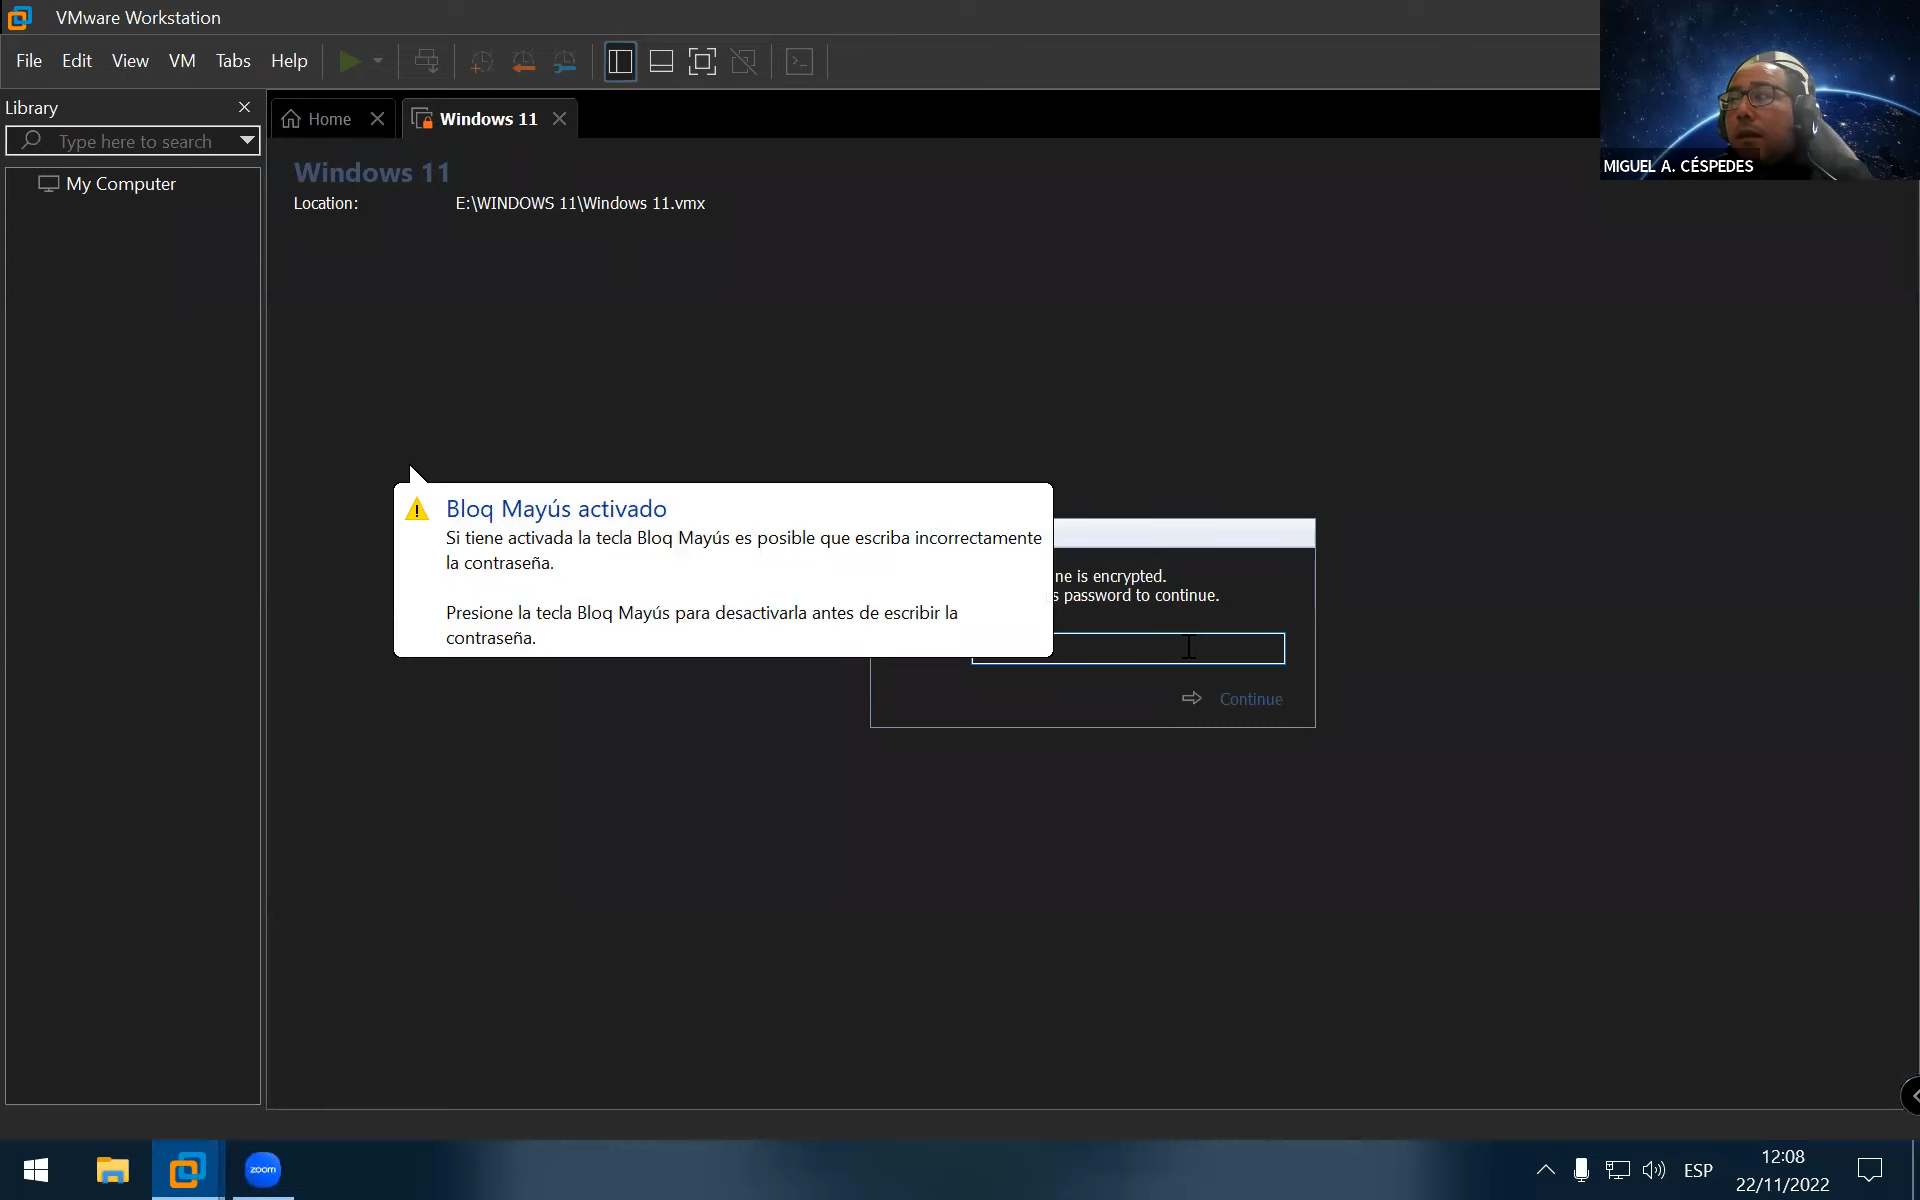 VMware Workstation
File Edit View VM Tabs Help
Library
Type here to search
My Computer
Home
Windows 11
Windows 11
Location: E:\WINDOWS 11\Windows 11.vmx
MIGUEL A. CÉSPEDES
Bloq Mayús activado
Si tiene activada la tecla Bloq Mayús es posible que escriba incorrectamente
la contraseña.
Presione la tecla Bloq Mayús para desactivarla antes de escribir la
contraseña.
ne is encrypted.
s password to continue.
Continue
zoom
ESP
12:08
22/11/2022